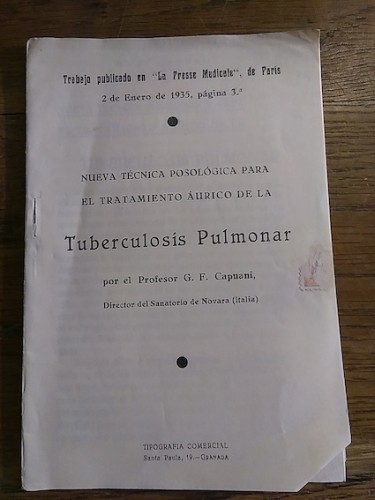 Trabajo publicado en "La Presse Medicale", de París
2 de Enero de 1935, página 3.ª
NUEVA TÉCNICA POSOLÓGICA PARA
EL TRATAMIENTO ÁURICO DE LA
Tuberculosis Pulmonar
por el Profesor G. F. Capuani,
Director del Sanatorio de Novara (Italia)
TIPOGRAFÍA COMERCIAL
Santa Paula, 19.—GRANADA